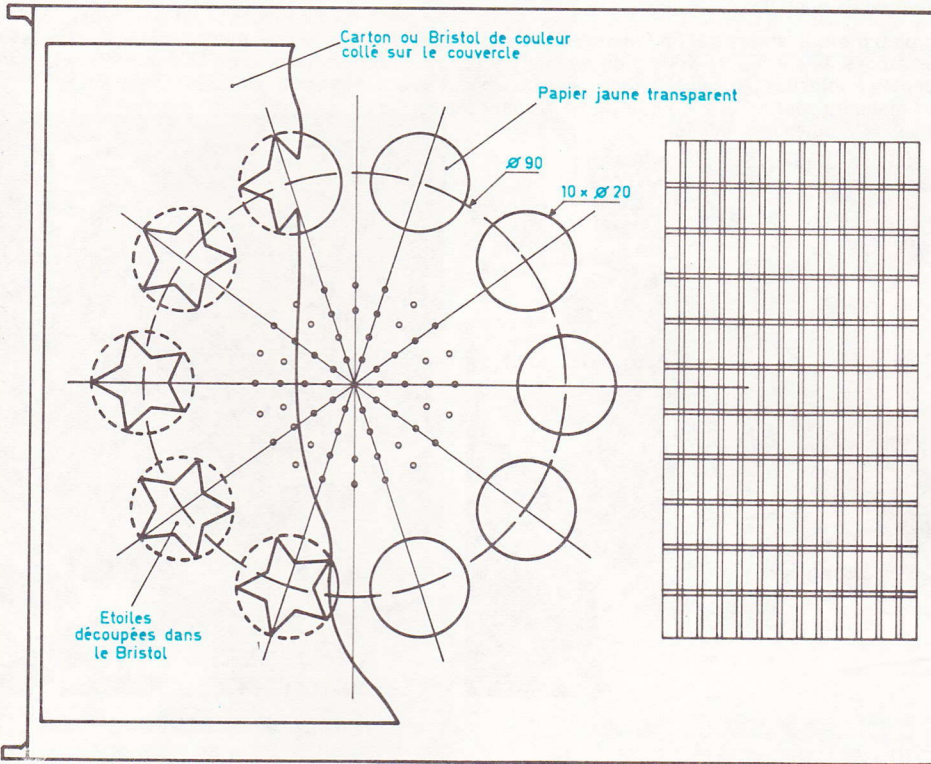 Carton ou Bristol de couleur
collé sur le couvercle
Papier jaune transparent
Ø 90
10 x Ø 20
Etoiles
découpées dans
le Bristol